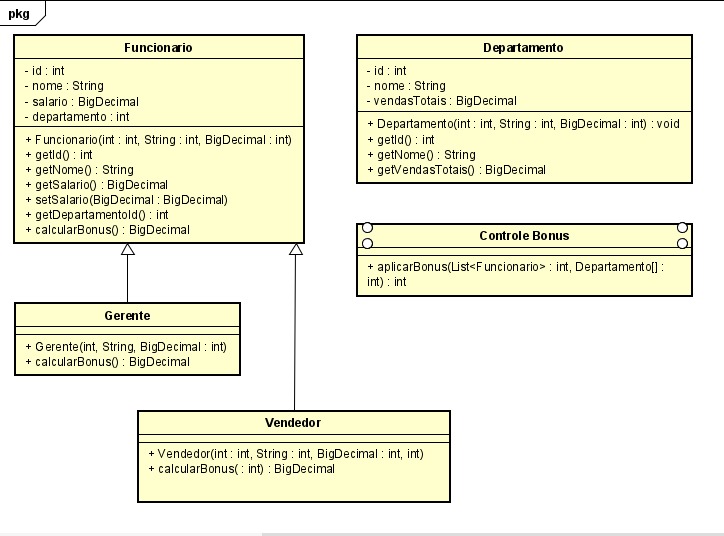 pkg
Funcionario
- id : int
- nome : String
- salario : BigDecimal
- departamento : int
+ Funcionario(int : int, String : int, BigDecimal : int)
+ getId() : int
+ getNome() : String
+ getSalario() : BigDecimal
+ setSalario(BigDecimal : BigDecimal)
+ getDepartamentoId() : int
+ calcularBonus() : BigDecimal
Departamento
- id : int
- nome : String
- vendasTotais : BigDecimal
+ Departamento(int : int, String : int, BigDecimal : int) : void
+ getId() : int
+ getNome() : String
+ getVendasTotais() : BigDecimal
Controle Bonus
+ aplicarBonus(List<Funcionario> : int, Departamento[] :
int) : int
Gerente
+ Gerente(int, String, BigDecimal : int)
+ calcularBonus() : BigDecimal
Vendedor
+ Vendedor(int : int, String : int, BigDecimal : int, int)
+ calcularBonus( : int) : BigDecimal